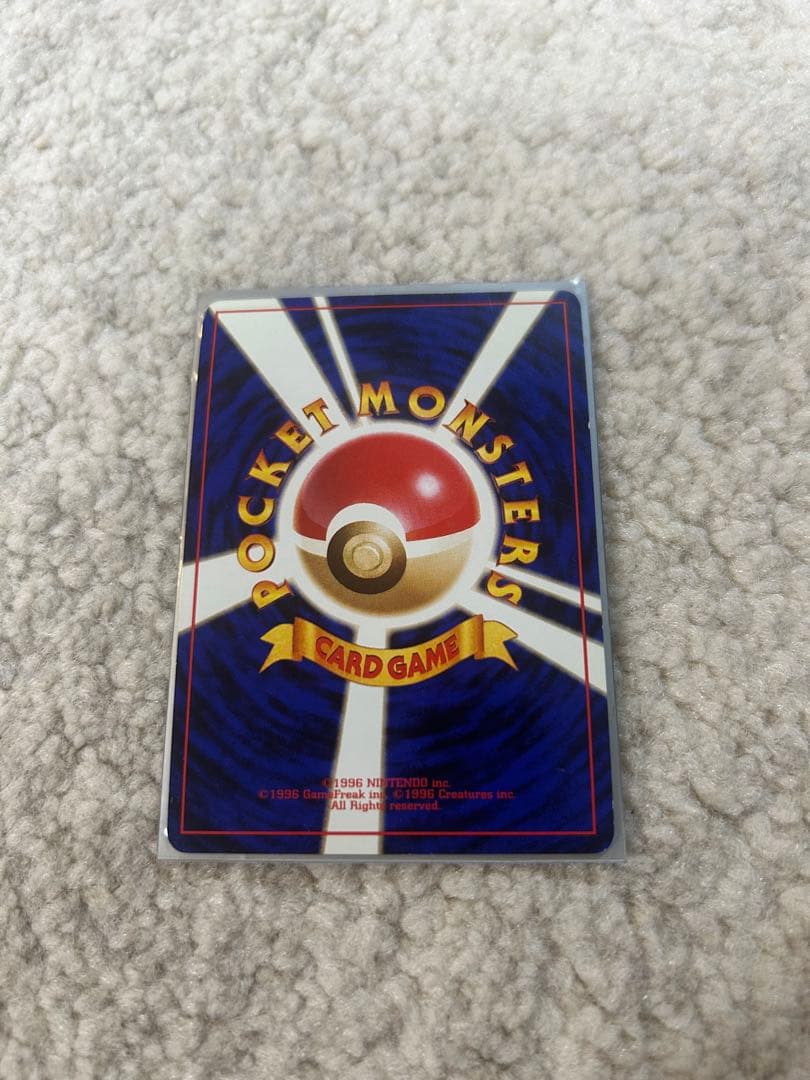 POCKET MONSTERS
CARD GAME
©1996 NINTENDO inc.
©1996 GameFreak inc. ©1996 Creatures inc.
All Rights reserved.